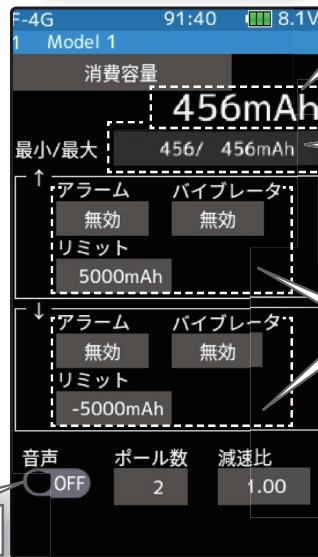 F-4G 91:40 8.1V
1 Model 1
消費容量
456mAh
最小/最大 456/ 456mAh
↑
アラーム バイブレータ
無効 無効
リミット
5000mAh
↓
アラーム バイブレータ
無効 無効
リミット
-5000mAh
音声 ポール数 減速比
OFF 2 1.00